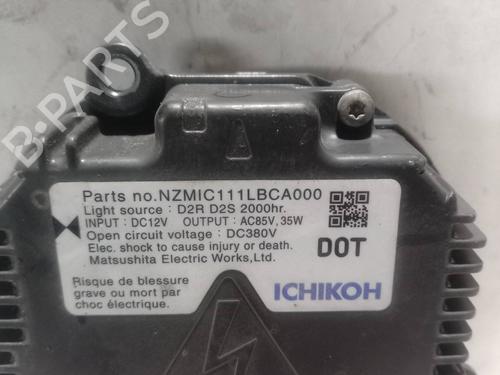 B-PARTS
Parts no.NZMIC111LBCA000
Light source : D2R D2S 2000hr.
INPUT : DC12V OUTPUT : AC85V, 35W
Open circuit voltage : DC380V
Elec. shock to cause injury or death.
Matsushita Electric Works,Ltd.
DOT
Risque de blessure
grave ou mort par
choc électrique.
ICHIKOH